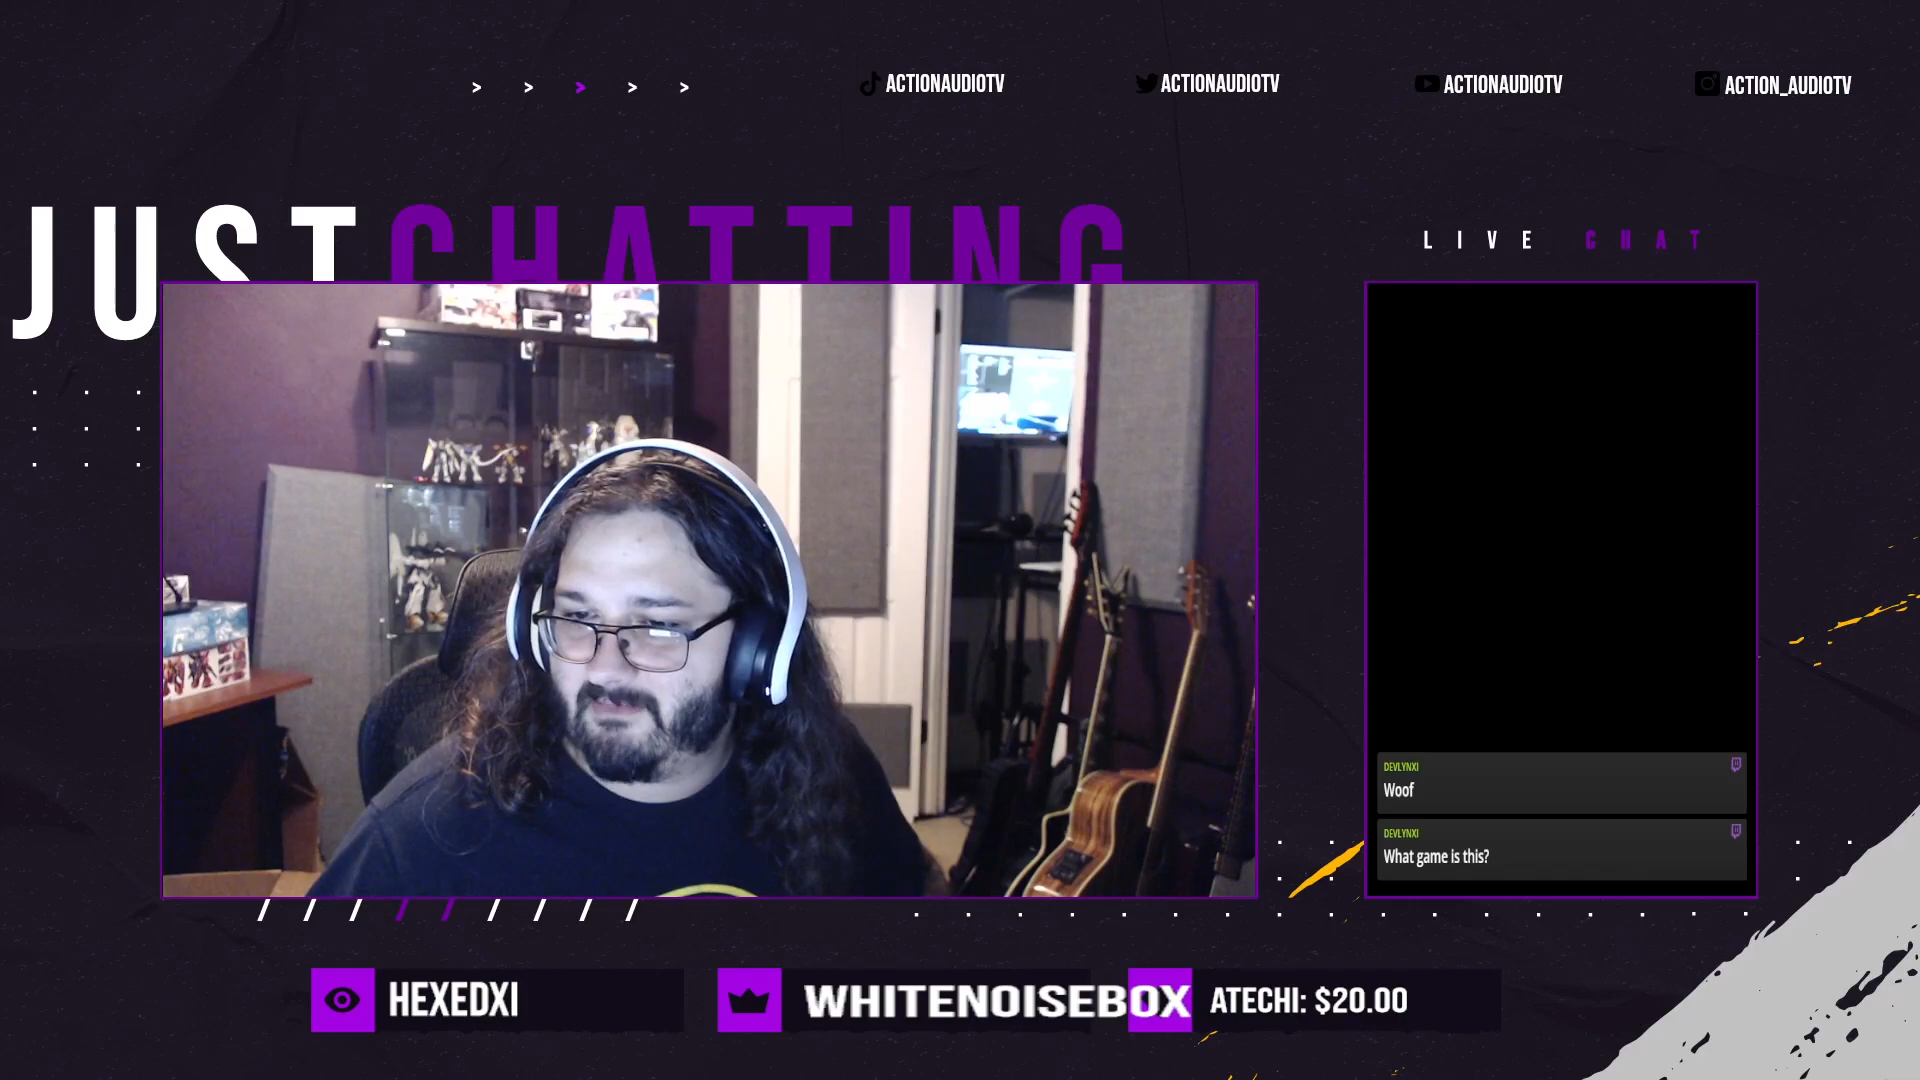 > > > > >
ACTIONAUDIOTV
ACTIONAUDIOTV
ACTIONAUDIOTV
ACTION_AUDIOTV
JUST CHATTING
LIVE CHAT
DEVLYNXI
Woof
DEVLYNXI
What game is this?
HEXEDXI
WHITENOISEBOX
ATECHI: $20.00